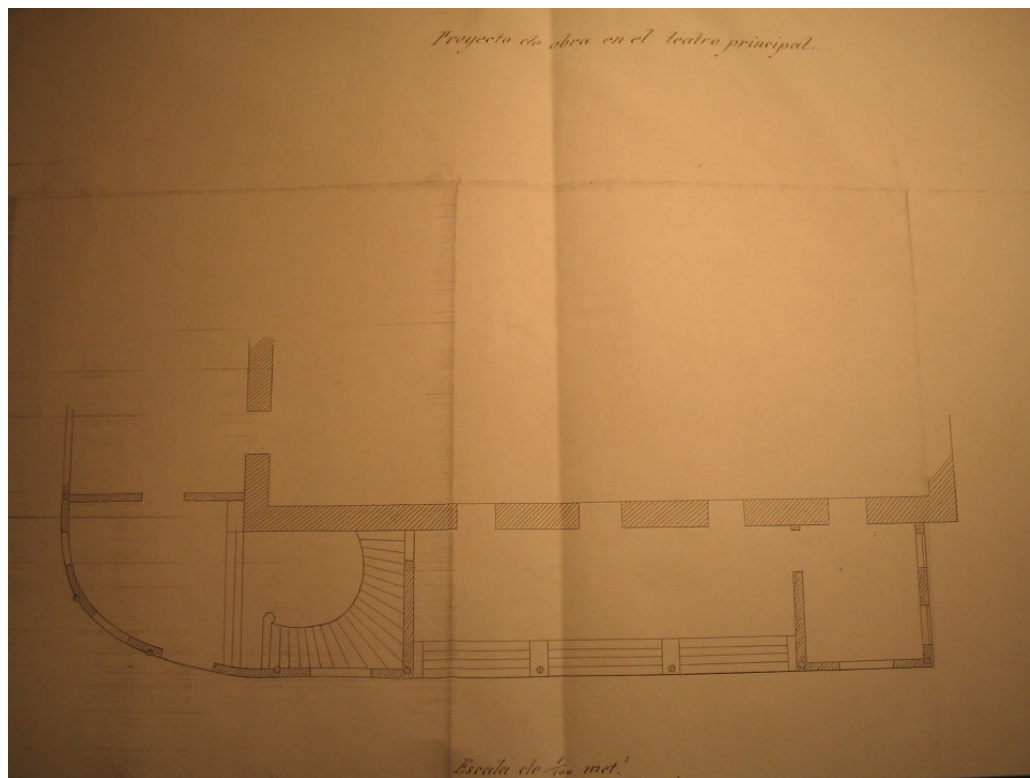 Proyecto de obra en el teatro principal.
Escala de 1/100 met.s